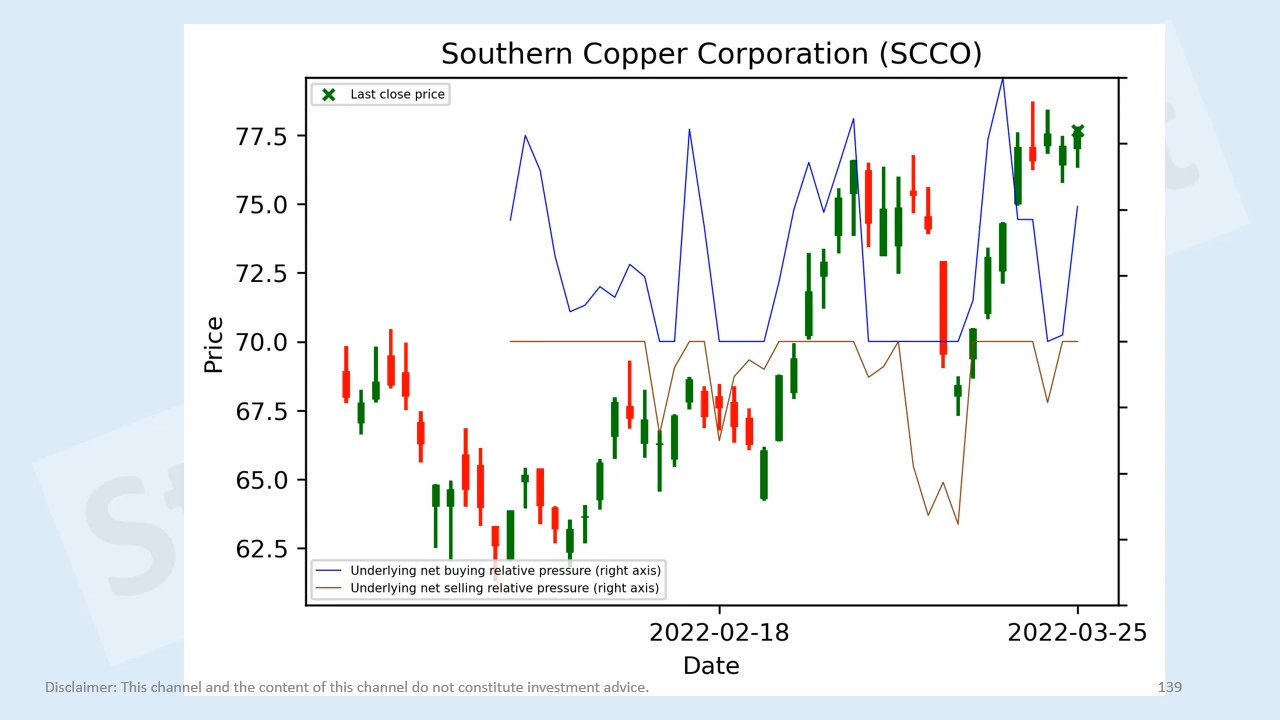 Southern Copper Corporation (SCCO)
Last close price
77.5
75.0
72.5
70.0
67.5
65.0
62.5
Price
Underlying net buying relative pressure (right axis)
Underlying net selling relative pressure (right axis)
2022-02-18
2022-03-25
Date
Disclaimer: This channel and the content of this channel do not constitute investment advice.
139